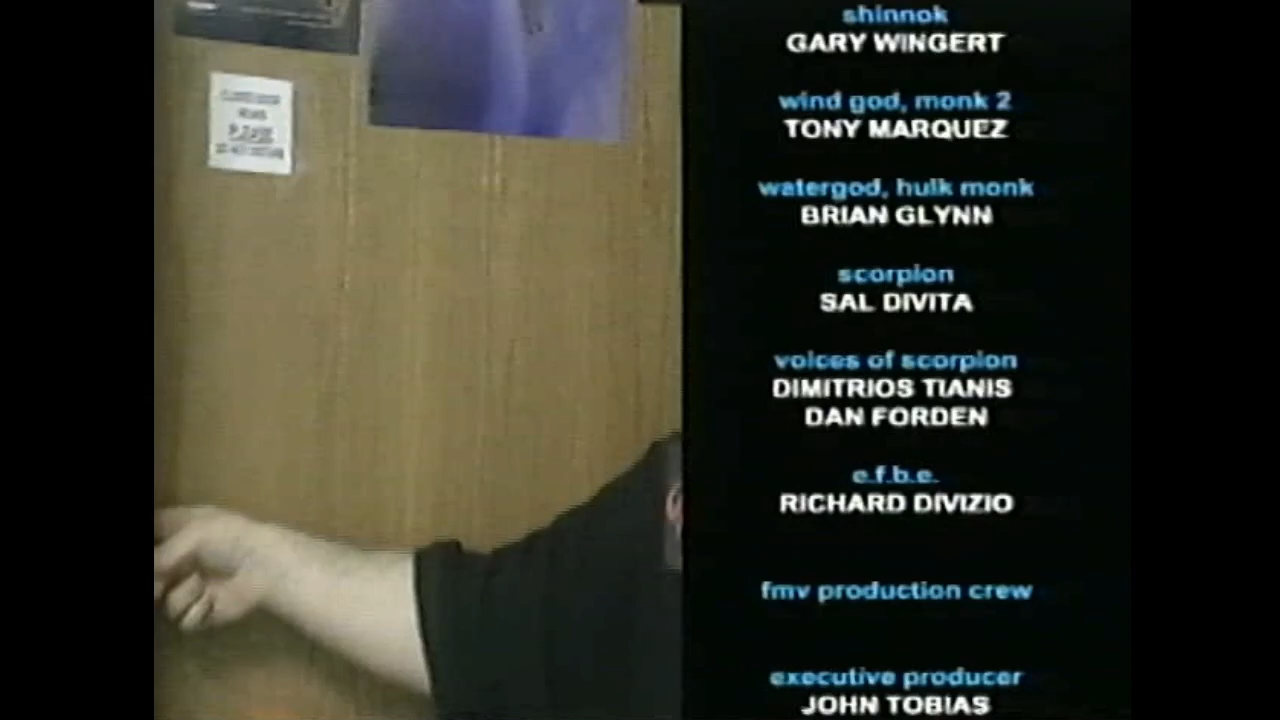 PLEASE
shinnok
GARY WINGERT
wind god, monk 2
TONY MARQUEZ
watergod, hulk monk
BRIAN GLYNN
scorpion
SAL DIVITA
voices of scorpion
DIMITRIOS TIANIS
DAN FORDEN
e.f.b.e.
RICHARD DIVIZIO
fmv production crew
executive producer
JOHN TOBIAS